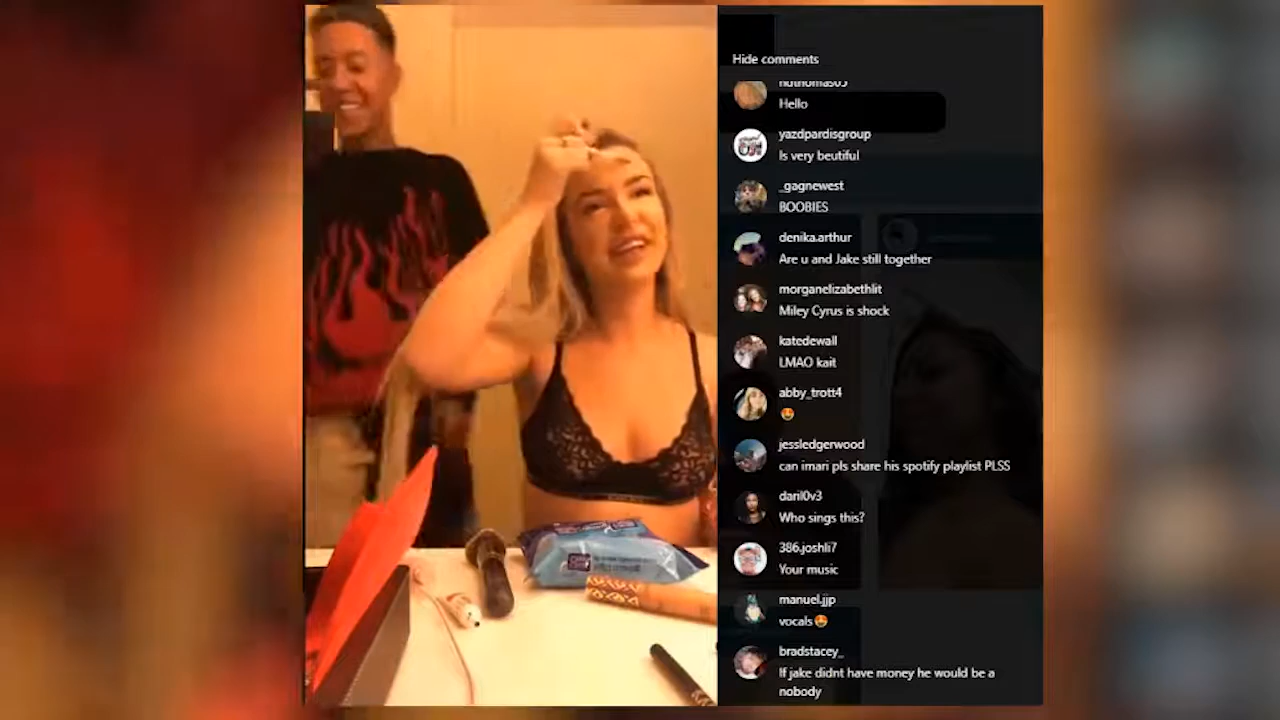 Hide comments
Hello
yazdpardisgroup
Is very beutiful
_gagnewest
BOOBIES
denika.arthur
Are u and Jake still together
morganelizabethlit
Miley Cyrus is shock
katedewall
LMAO kait
abby_trott4
🤩
jessledgerwood
can imari pls share his spotify playlist PLSS
daril0v3
Who sings this?
386.joshli7
Your music
manuel.jjp
vocals🤩
bradstacey_
If jake didnt have money he would be a
nobody